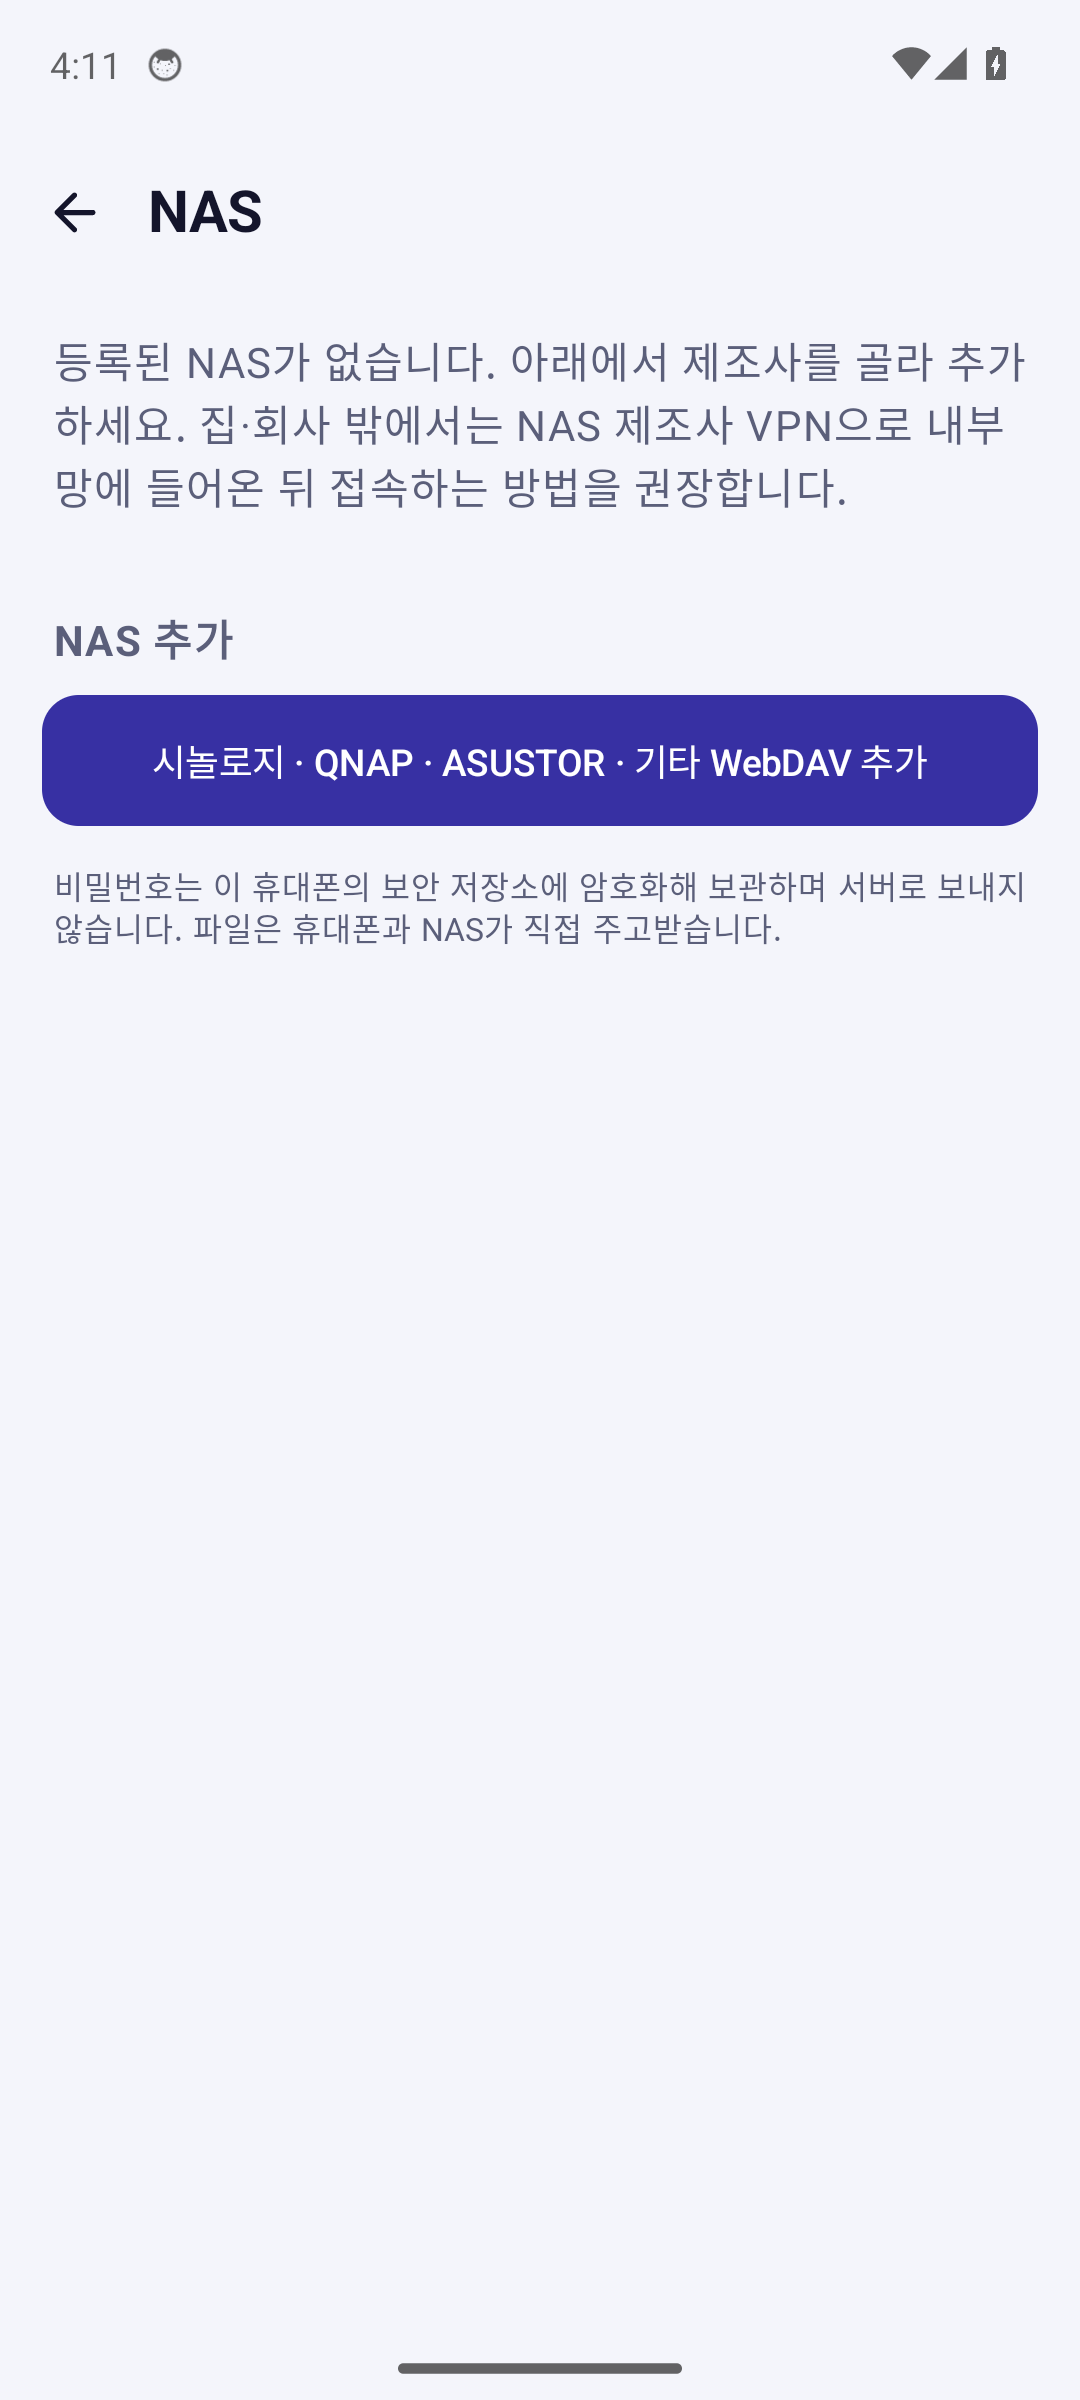 4:11
NAS
등록된 NAS가 없습니다. 아래에서 제조사를 골라 추가
하세요. 집·회사 밖에서는 NAS 제조사 VPN으로 내부
망에 들어온 뒤 접속하는 방법을 권장합니다.
NAS 추가
시놀로지 · QNAP · ASUSTOR · 기타 WebDAV 추가
비밀번호는 이 휴대폰의 보안 저장소에 암호화해 보관하며 서버로 보내지
않습니다. 파일은 휴대폰과 NAS가 직접 주고받습니다.